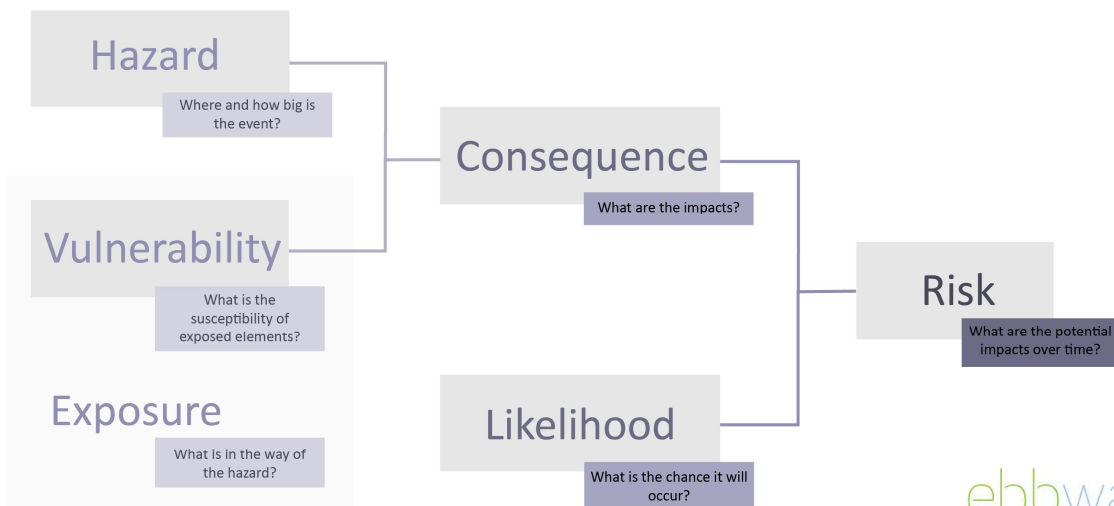 Hazard
Where and how big is
the event?
Vulnerability
What is the
susceptibility of
exposed elements?
Exposure
What is in the way of
the hazard?
Consequence
What are the impacts?
Likelihood
What is the chance it will
occur?
Risk
What are the potential
impacts over time?